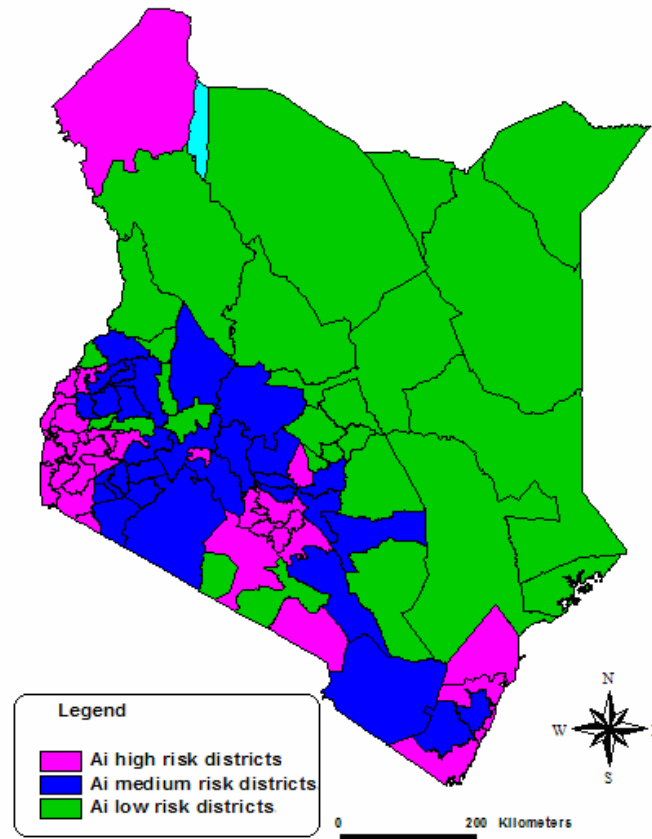 Legend
Ai high risk districts
Ai medium risk districts
Ai low risk districts
N
W
S
0 200 Kilometers